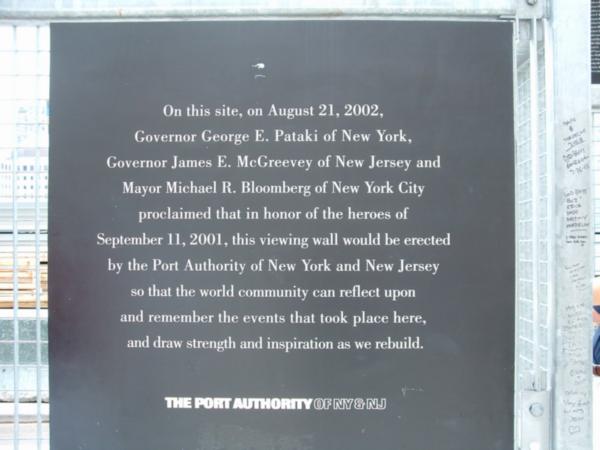 On this site, on August 21, 2002,
Governor George E. Pataki of New York,
Governor James E. McGreevey of New Jersey and
Mayor Michael R. Bloomberg of New York City
proclaimed that in honor of the heroes of
September 11, 2001, this viewing wall would be erected
by the Port Authority of New York and New Jersey
so that the world community can reflect upon
and remember the events that took place here,
and draw strength and inspiration as we rebuild.
THE PORT AUTHORITY OF NY & NJ